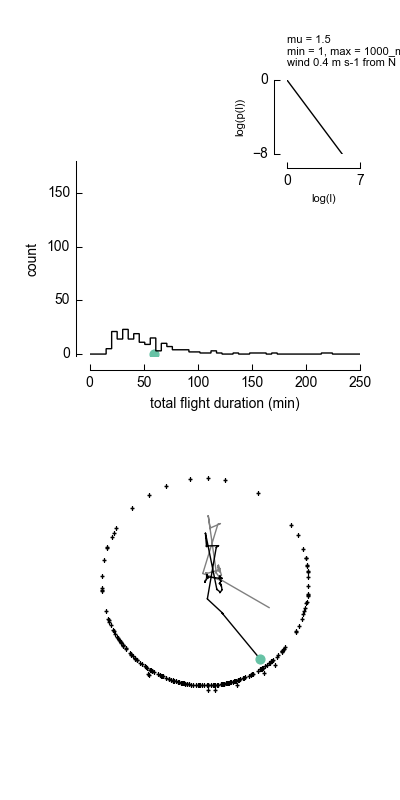 mu = 1.5
min = 1, max = 1000_m
wind 0.4 m s-1 from N
0
log(p(l))
−8
0
7
log(l)
150
100
50
0
count
0
50
100
150
200
250
total flight duration (min)